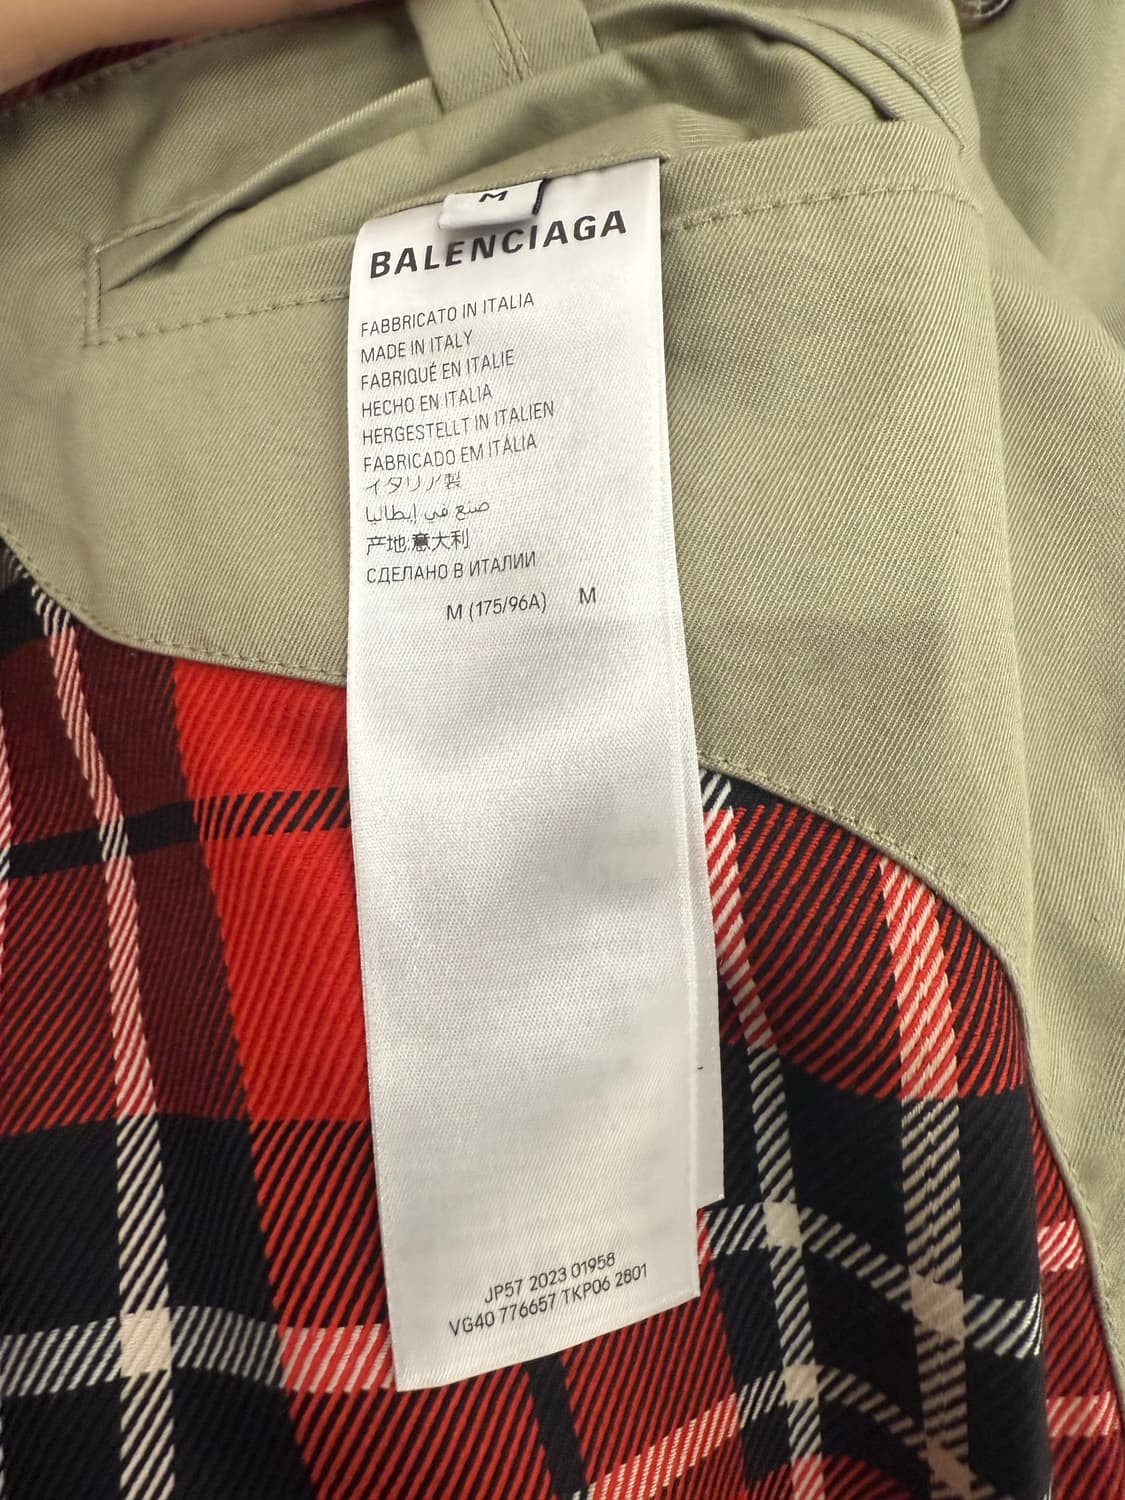 M
BALENCIAGA
FABBRICATO IN ITALIA
MADE IN ITALY
FABRIQUÉ EN ITALIE
HECHO EN ITALIA
HERGESTELLT IN ITALIEN
FABRICADO EM ITÁLIA
イタリア製
صنع في إيطاليا
产地:意大利
СДЕЛАНО В ИТАЛИИ
M (175/96A) M
JP57 2023 01958
VG40 776657 TKP06 2801